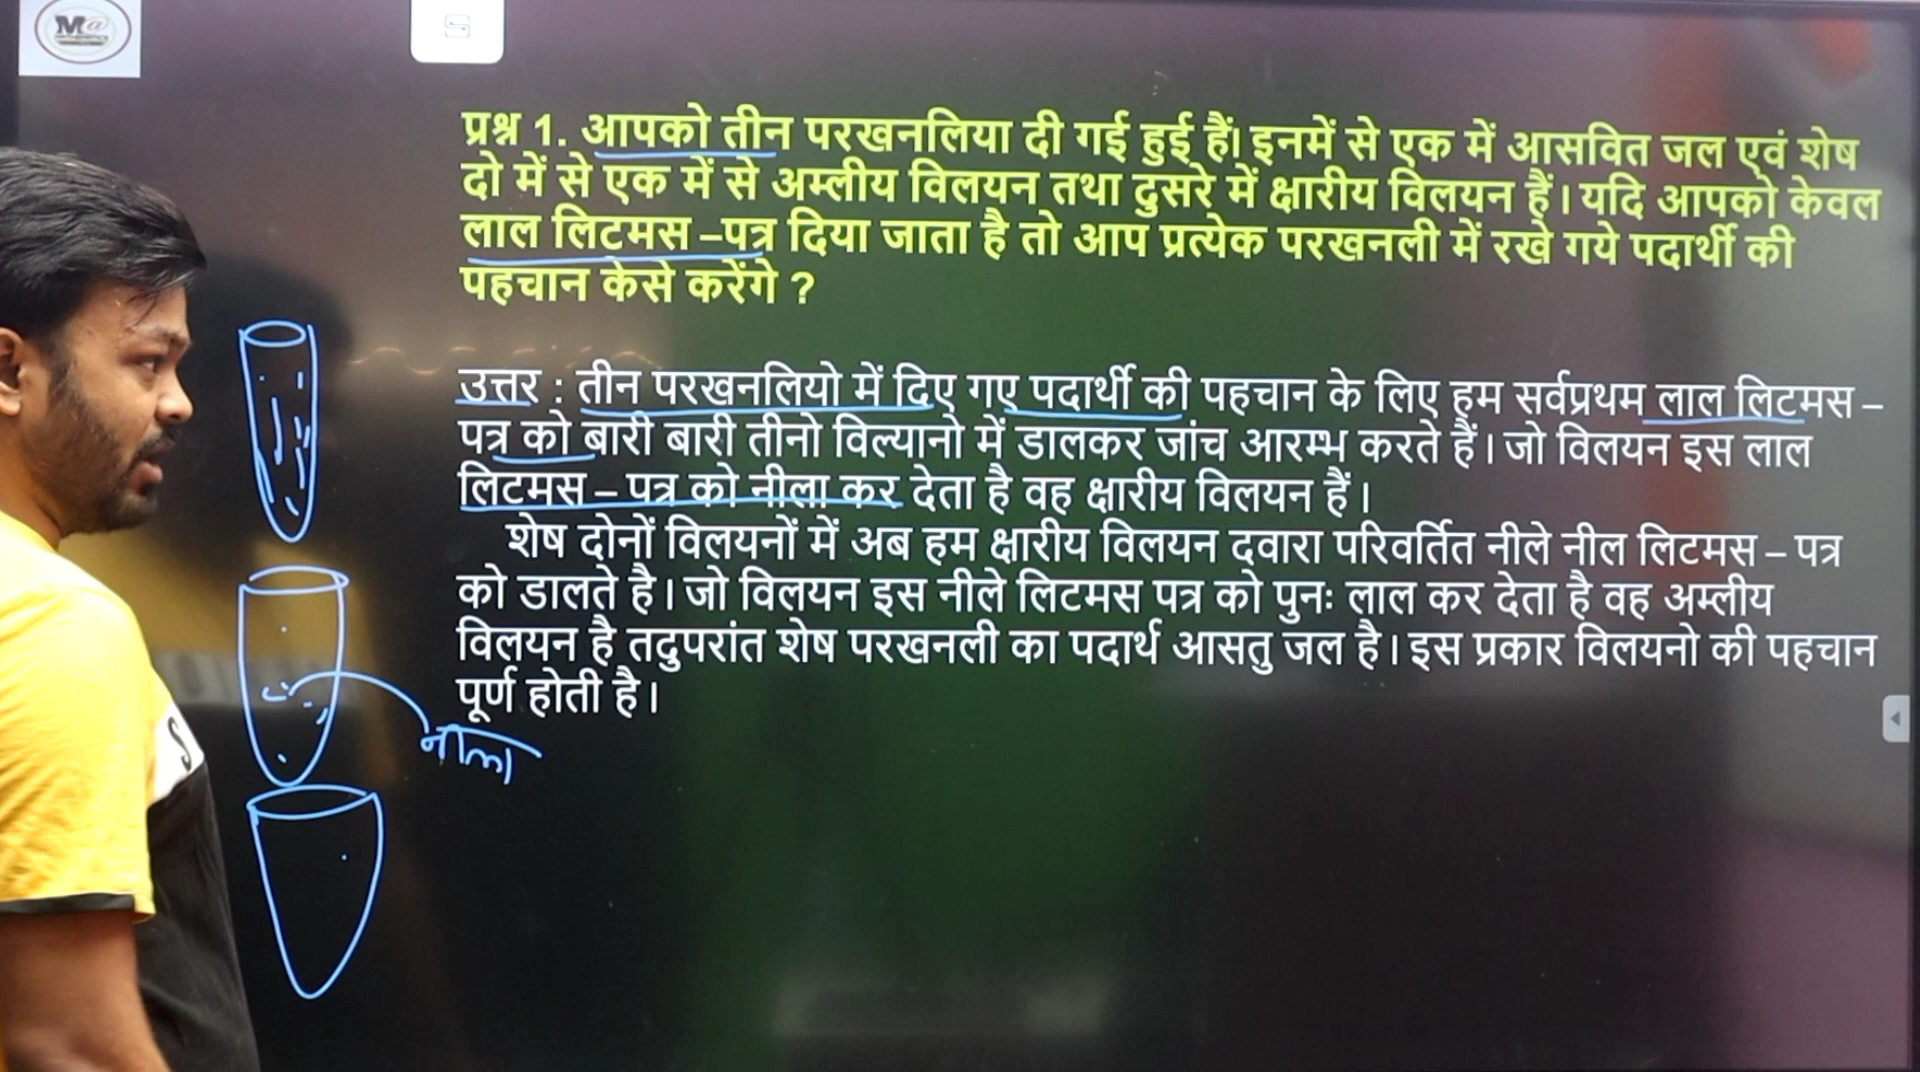 M@
S
प्रश्न 1. आपको तीन परखनलिया दी गई हुई हैं। इनमें से एक में आसवित जल एवं शेष
दो में से एक में से अम्लीय विलयन तथा दुसरे में क्षारीय विलयन हैं। यदि आपको केवल
लाल लिटमस –पत्र दिया जाता है तो आप प्रत्येक परखनली में रखे गये पदार्थी की
पहचान केसे करेंगे ?
उत्तर : तीन परखनलियो में दिए गए पदार्थी की पहचान के लिए हम सर्वप्रथम लाल लिटमस –
पत्र को बारी बारी तीनो विल्यानो में डालकर जांच आरम्भ करते हैं। जो विलयन इस लाल
लिटमस – पत्र को नीला कर देता है वह क्षारीय विलयन हैं।
शेष दोनों विलयनों में अब हम क्षारीय विलयन दवारा परिवर्तित नीले नील लिटमस – पत्र
को डालते है। जो विलयन इस नीले लिटमस पत्र को पुनः लाल कर देता है वह अम्लीय
विलयन है तदुपरांत शेष परखनली का पदार्थ आसतु जल है। इस प्रकार विलयनो की पहचान
पूर्ण होती है।
नीला